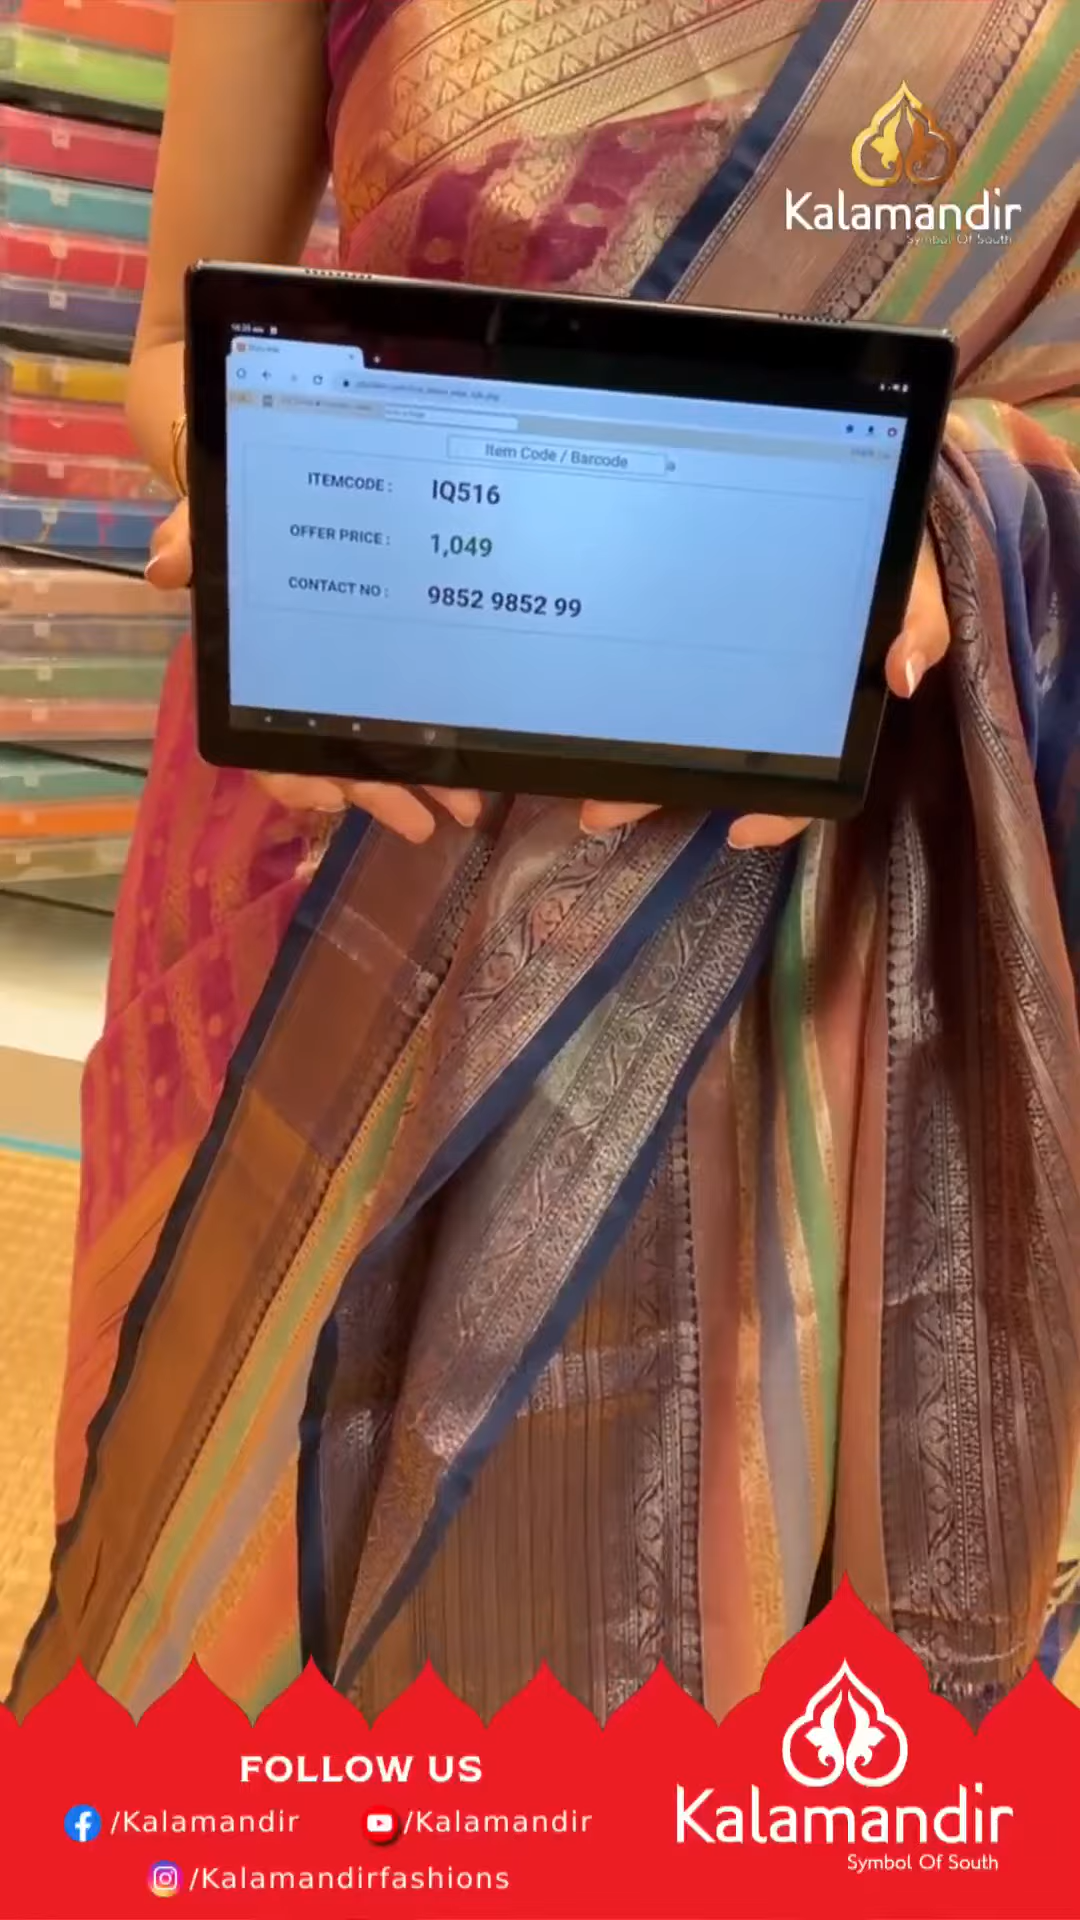 Kalamandir
Symbol Of South
Item Code / Barcode
ITEMCODE : IQ516
OFFER PRICE : 1,049
CONTACT NO : 9852 9852 99
FOLLOW US
/Kalamandir
/Kalamandir
/Kalamandirfashions
Kalamandir
Symbol Of South